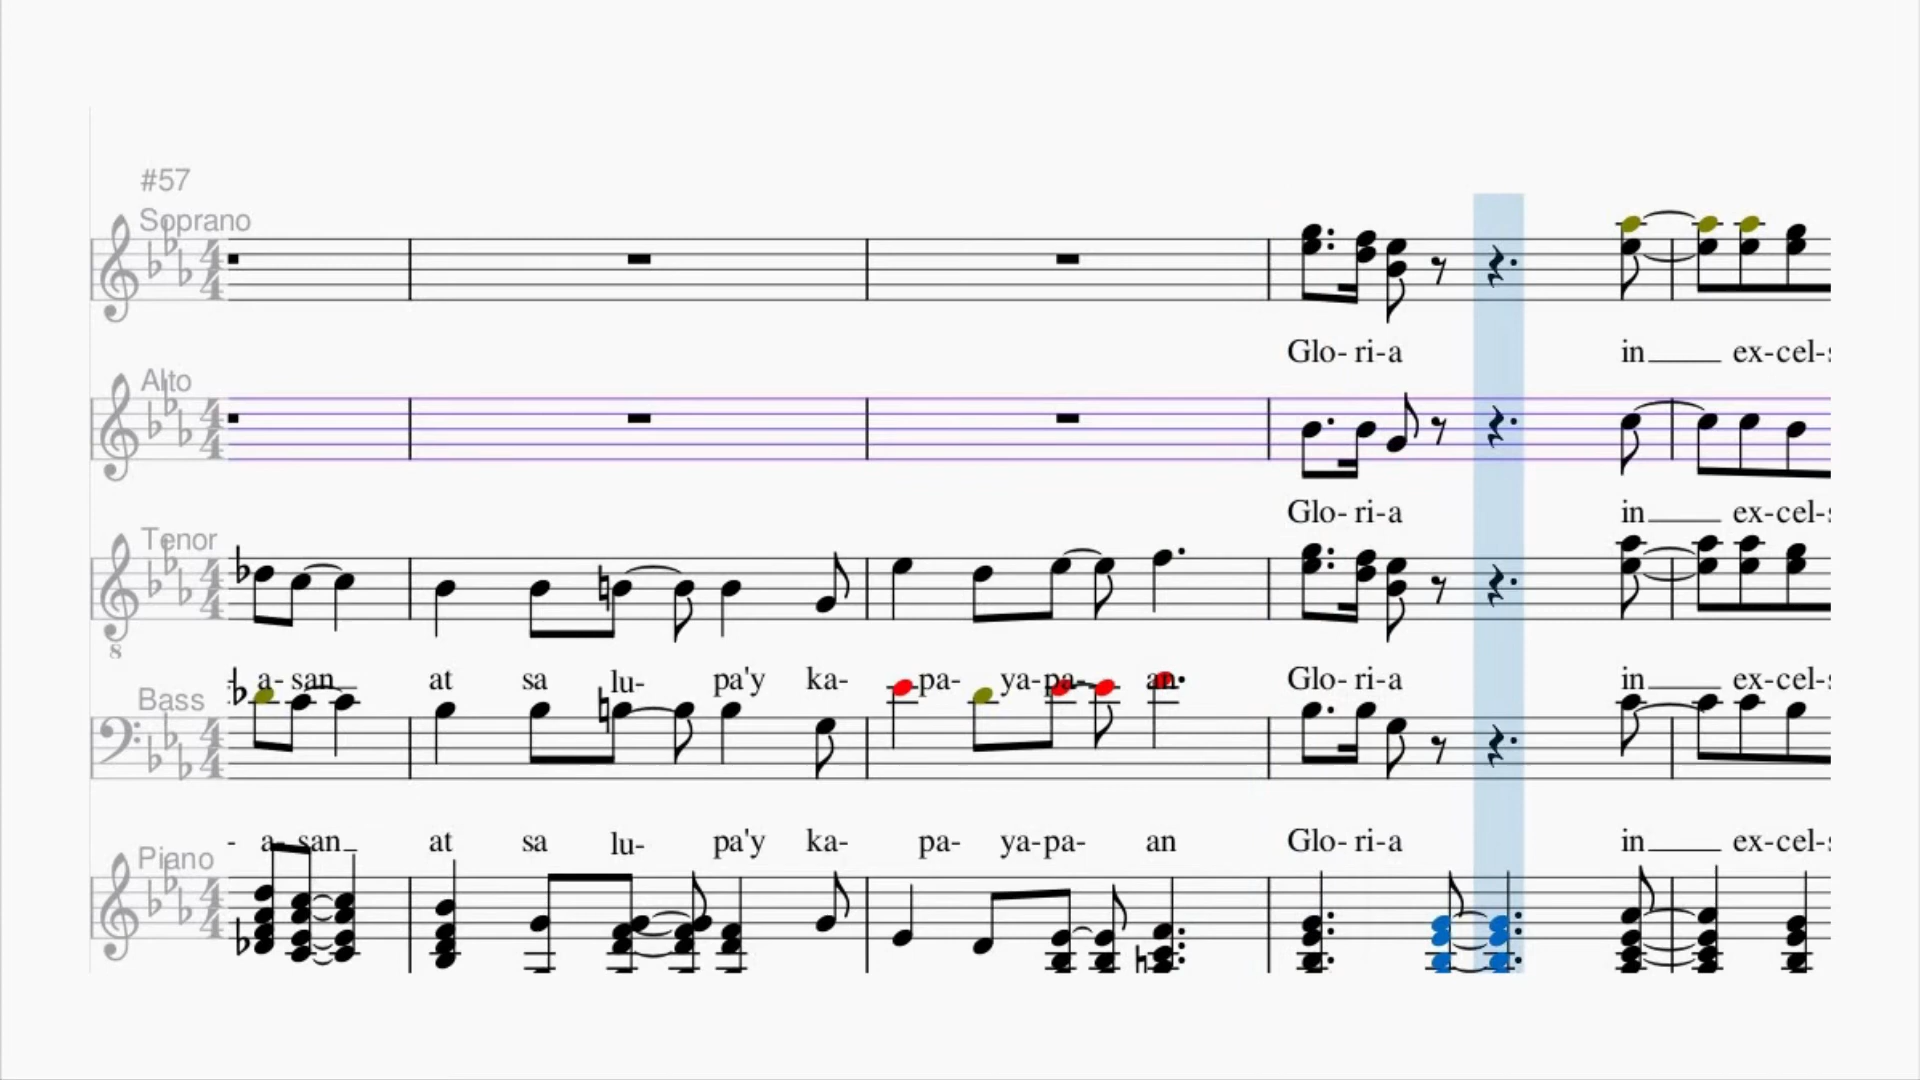 #57
Soprano
Glo- ri-a in ex-cel-
Alto
Glo- ri-a in ex-cel-
Tenor
a- san at sa lu- pa'y ka- pa- ya-pa- an Glo- ri-a in ex-cel-
Bass
- a- san at sa lu- pa'y ka- pa- ya-pa- an Glo- ri-a in ex-cel-
Piano